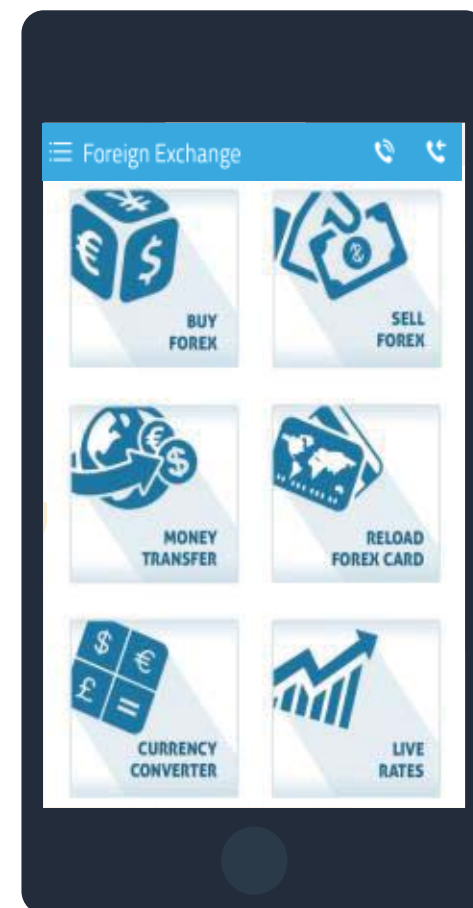 Foreign Exchange
BUY
FOREX
SELL
FOREX
MONEY
TRANSFER
RELOAD
FOREX CARD
CURRENCY
CONVERTER
LIVE
RATES